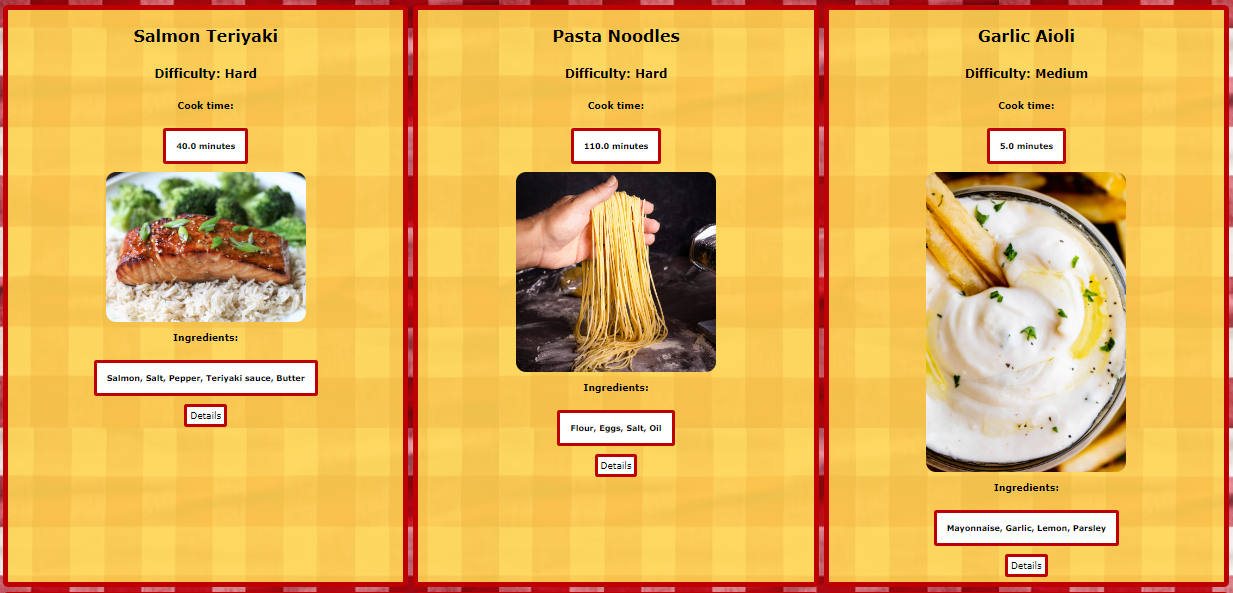 Salmon Teriyaki
Difficulty: Hard
Cook time:
40.0 minutes
Ingredients:
Salmon, Salt, Pepper, Teriyaki sauce, Butter
Details
Pasta Noodles
Difficulty: Hard
Cook time:
110.0 minutes
Ingredients:
Flour, Eggs, Salt, Oil
Details
Garlic Aioli
Difficulty: Medium
Cook time:
5.0 minutes
Ingredients:
Mayonnaise, Garlic, Lemon, Parsley
Details